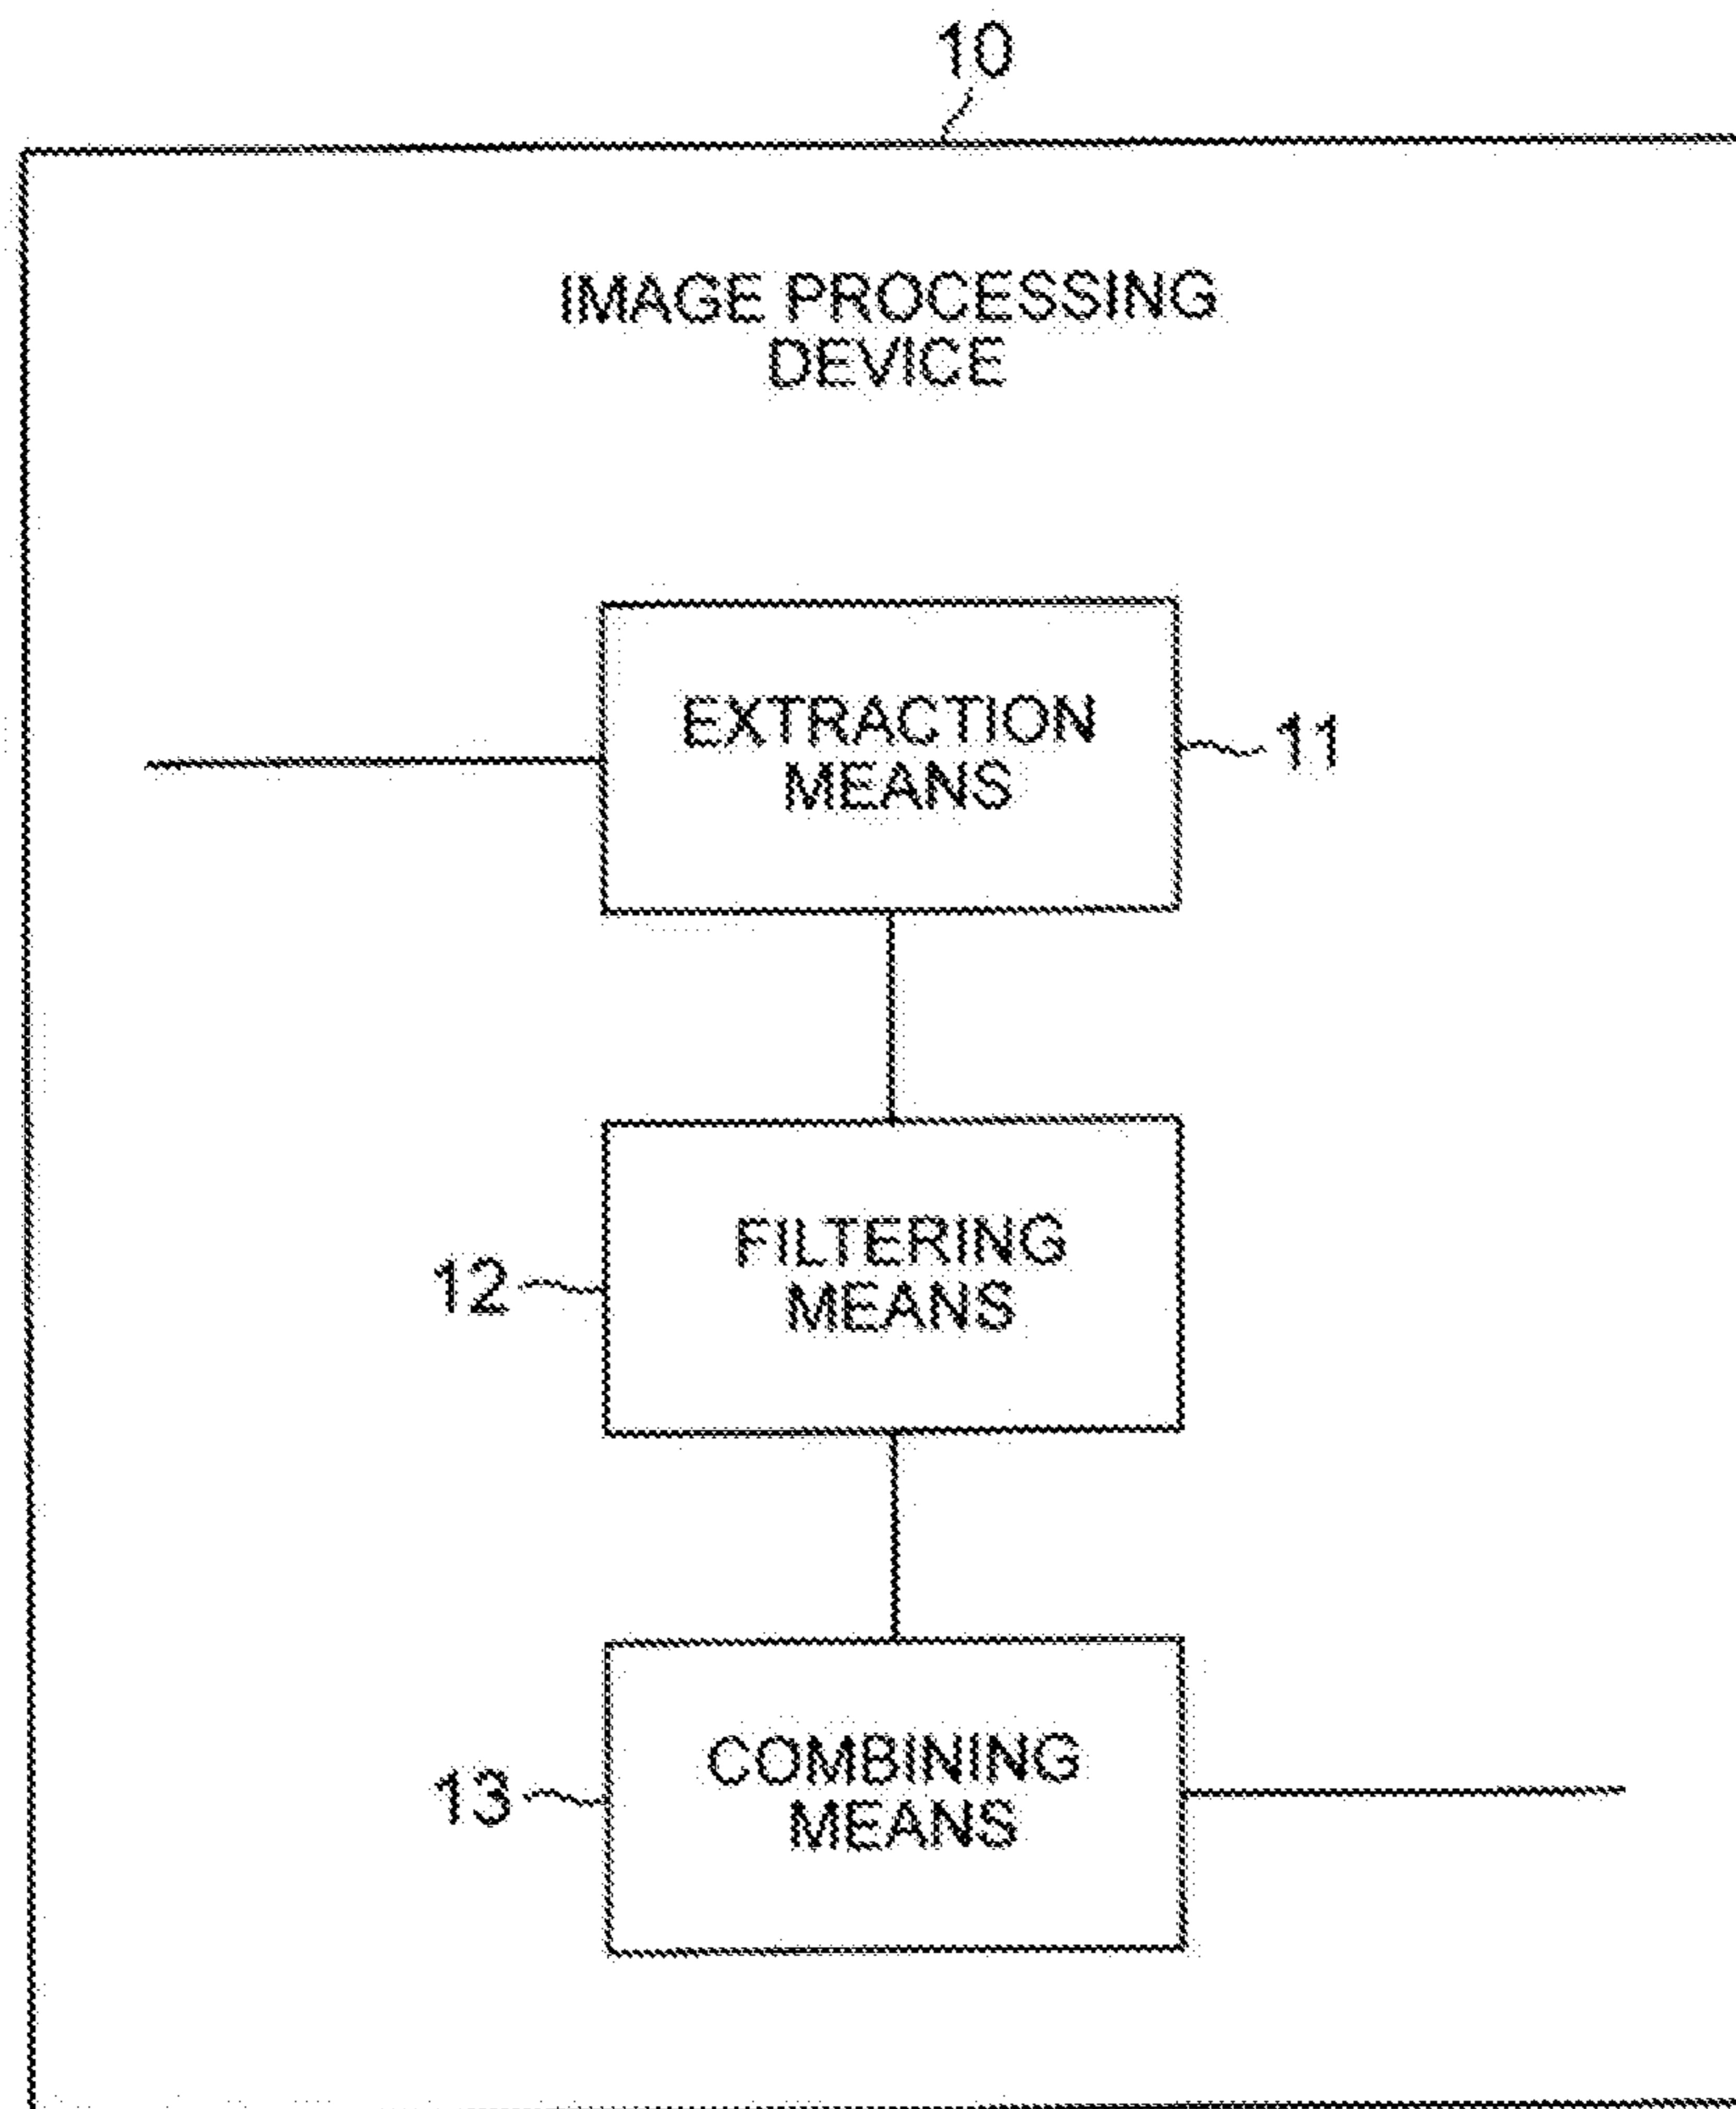 10
IMAGE PROCESSING
DEVICE
EXTRACTION
MEANS
11
FILTERING
MEANS
12
COMBINING
MEANS
13